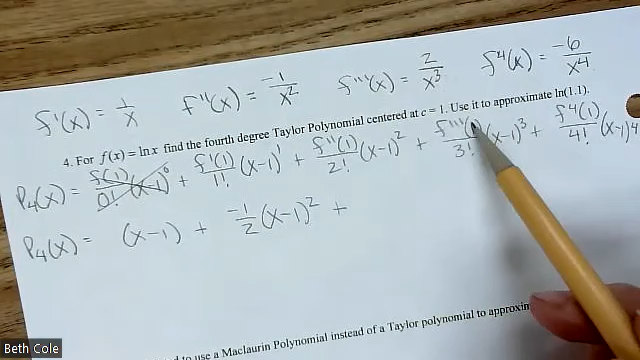 f'(x) = 1/x   f''(x) = -1/x²   f'''(x) = 2/x³   f⁴(x) = -6/x⁴
4. For f(x) = ln x find the fourth degree Taylor Polynomial centered at c = 1. Use it to approximate ln(1.1).
P₄(x) = f(1)/0! (x-1)⁰ + f'(1)/1! (x-1)¹ + f''(1)/2! (x-1)² + f'''(1)/3! (x-1)³ + f⁴(1)/4! (x-1)⁴
P₄(x) = (x-1) + -1/2 (x-1)² +
to use a Maclaurin Polynomial instead of a Taylor polynomial to
Beth Cole